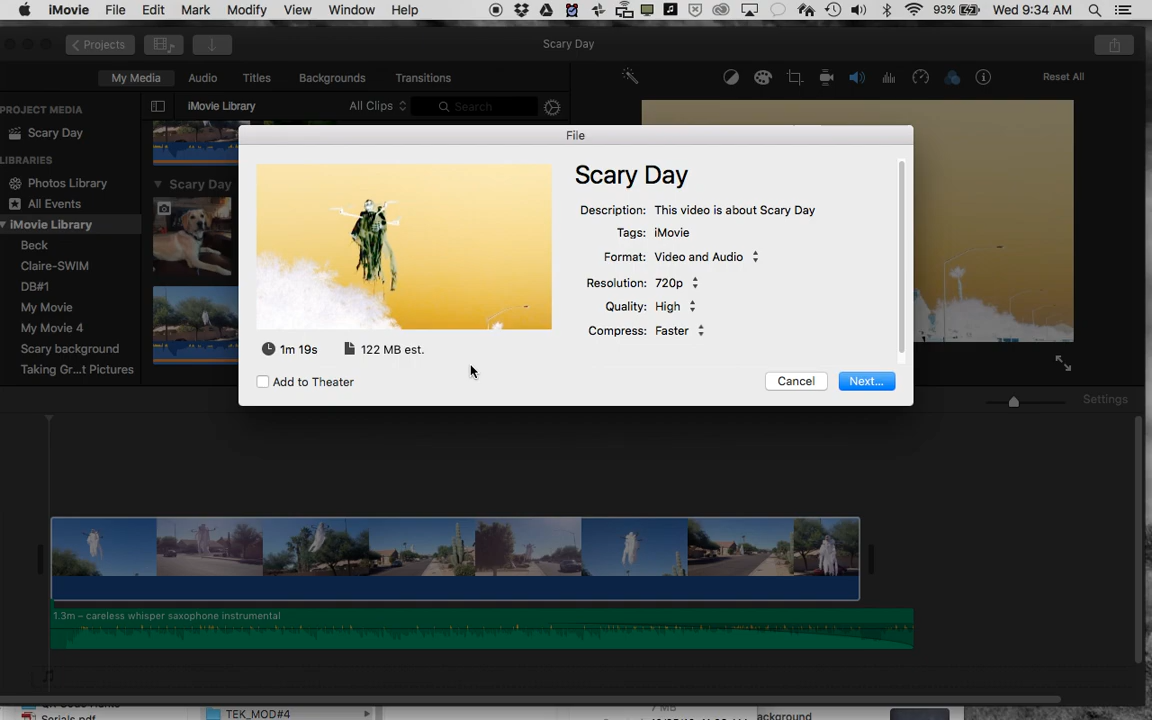 iMovie File Edit Mark Modify View Window Help 93% Wed 9:34 AM
Projects Scary Day
My Media Audio Titles Backgrounds Transitions Reset All
PROJECT MEDIA iMovie Library All Clips Search
Scary Day
LIBRARIES
Photos Library
All Events
iMovie Library
Beck
Claire-SWIM
DB#1
My Movie
My Movie 4
Scary background
Taking Gr...t Pictures
Scary Day
File
Scary Day
Description: This video is about Scary Day
Tags: iMovie
Format: Video and Audio
Resolution: 720p
Quality: High
Compress: Faster
1m 19s 122 MB est.
Add to Theater Cancel Next...
Settings
1.3m – careless whisper saxophone instrumental
Serials.pdf TEK_MOD#4 ackground